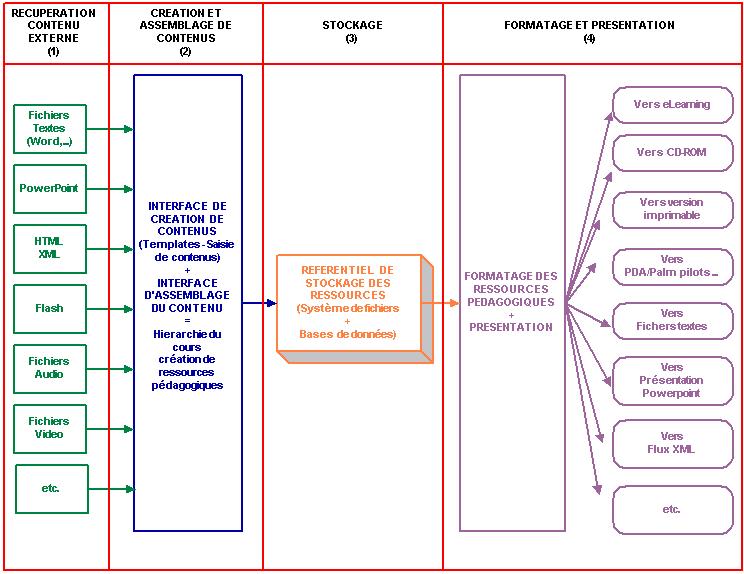 RECUPERATION
CONTENU
EXTERNE
(1)
CREATION ET
ASSEMBLAGE DE
CONTENUS
(2)
STOCKAGE
(3)
FORMATAGE ET PRESENTATION
(4)
Fichiers
Textes
(Word,...)
PowerPoint
HTML
XML
Flash
Fichiers
Audio
Fichiers
Video
etc.
INTERFACE DE
CREATION DE
CONTENUS
(Templates - Saisie
de contenus)
+
INTERFACE
D'ASSEMBLAGE
DU CONTENU
=
Hierarchie du
cours
création de
ressources
pédagogiques
REFERENTIEL DE
STOCKAGE DES
RESSOURCES
(Système de fichiers
+
Bases de données)
FORMATAGE DES
RESSOURCES
PEDAGOGIQUES
+
PRESENTATION
Vers eLearning
Vers CD-ROM
Vers version
imprimable
Vers
PDA/Palm pilots ...
Vers
Fichers textes
Vers
Présentation
Powerpoint
Vers
Flux XML
etc.